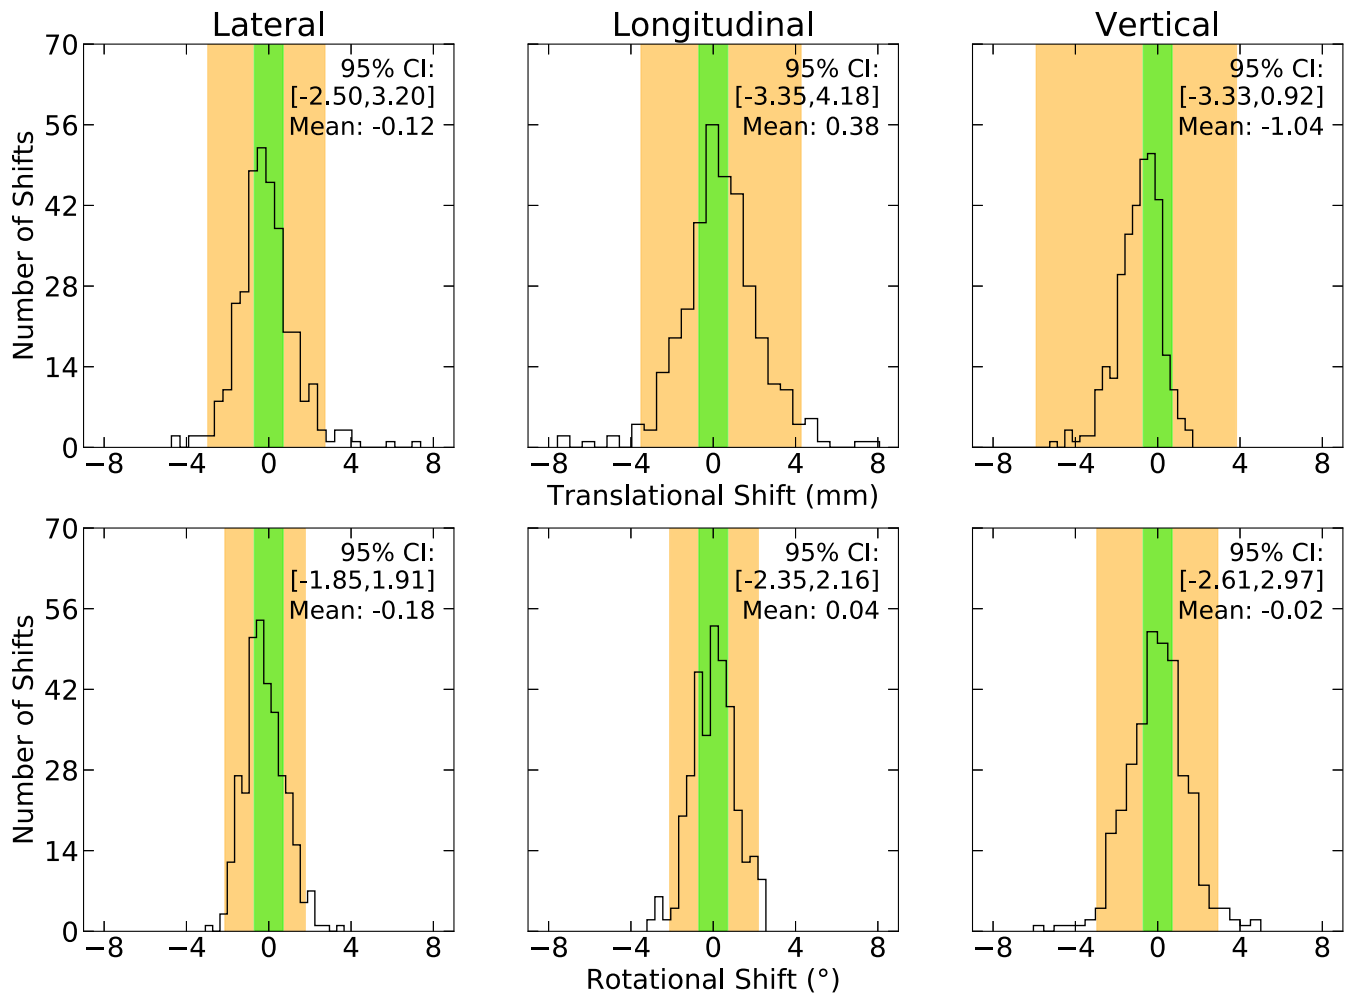 Lateral
Longitudinal
Vertical
Number of Shifts
70
56
42
28
14
0
95% CI:
[-2.50,3.20]
Mean: -0.12
−8 −4 0 4 8
95% CI:
[-3.35,4.18]
Mean: 0.38
−8 −4 0 4 8
95% CI:
[-3.33,0.92]
Mean: -1.04
−8 −4 0 4 8
Translational Shift (mm)
Number of Shifts
70
56
42
28
14
0
95% CI:
[-1.85,1.91]
Mean: -0.18
−8 −4 0 4 8
95% CI:
[-2.35,2.16]
Mean: 0.04
−8 −4 0 4 8
95% CI:
[-2.61,2.97]
Mean: -0.02
−8 −4 0 4 8
Rotational Shift (°)